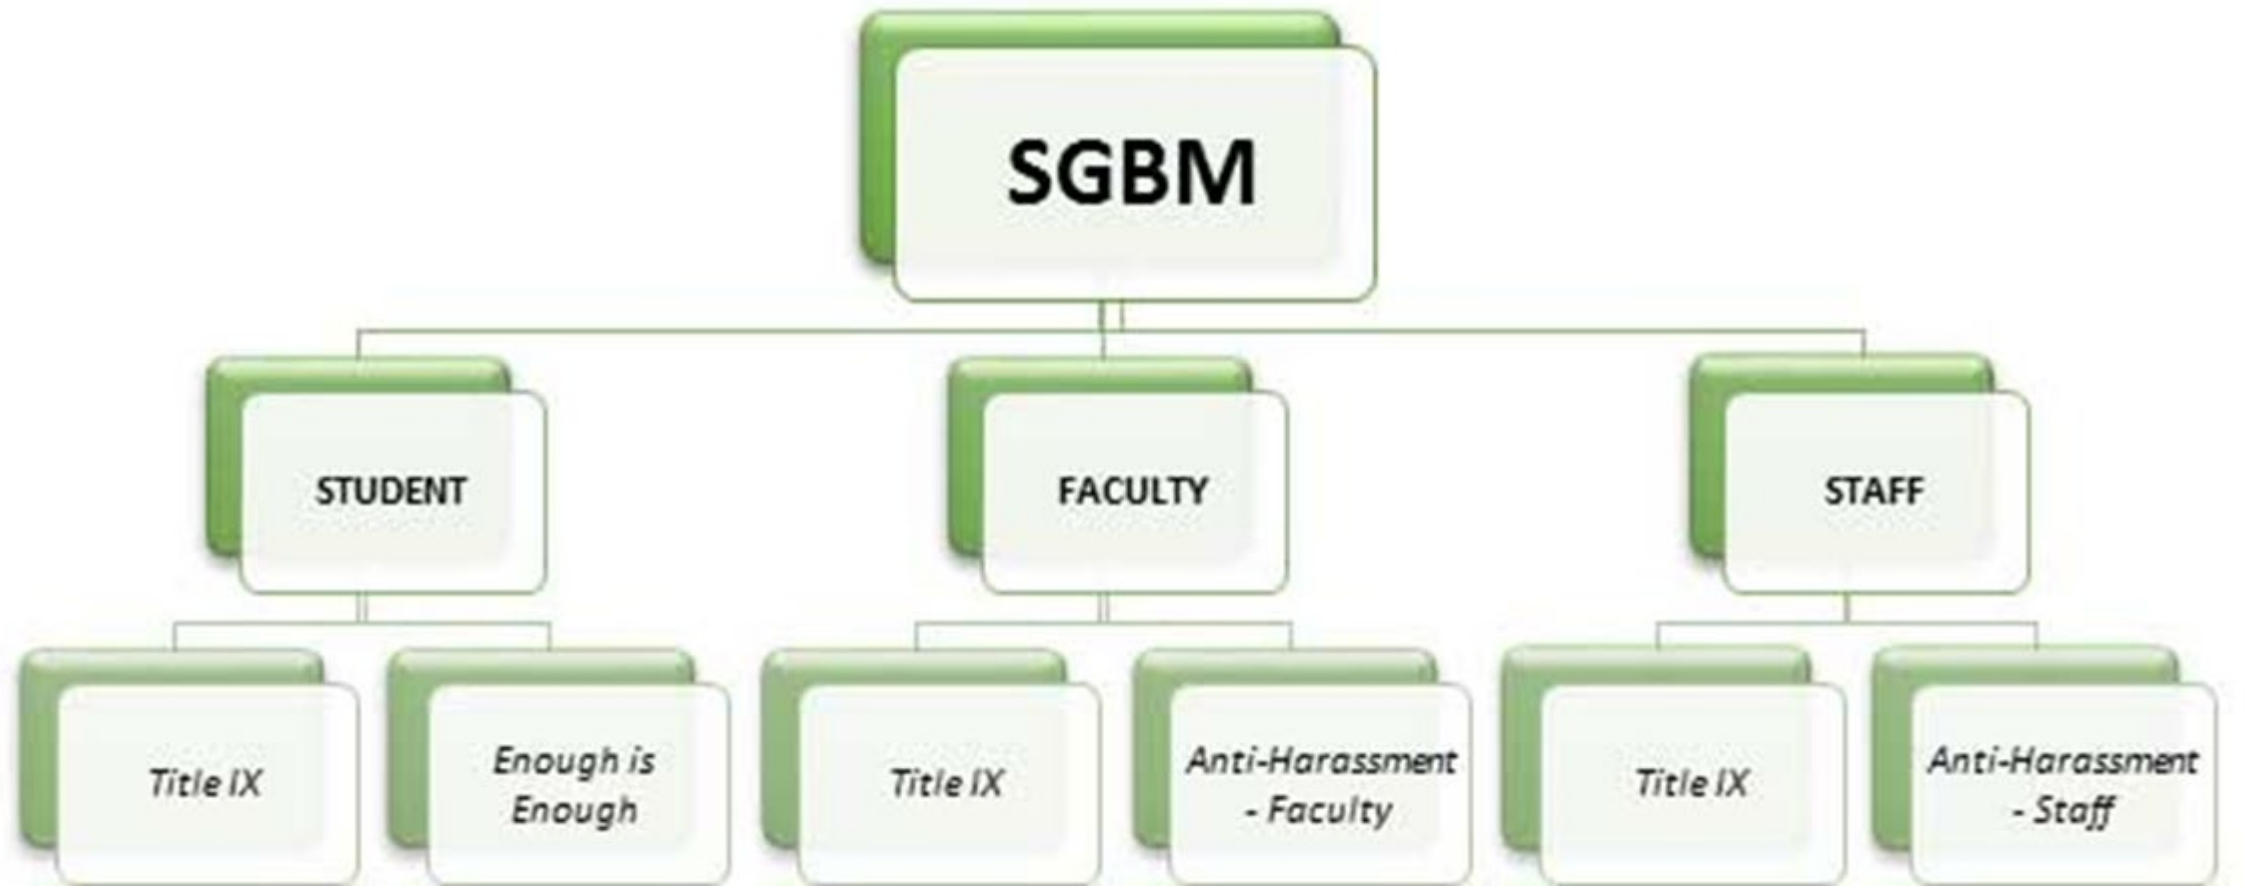 SGBM
STUDENT
FACULTY
STAFF
Title IX
Enough is
Enough
Title IX
Anti-Harassment
- Faculty
Title IX
Anti-Harassment
- Staff